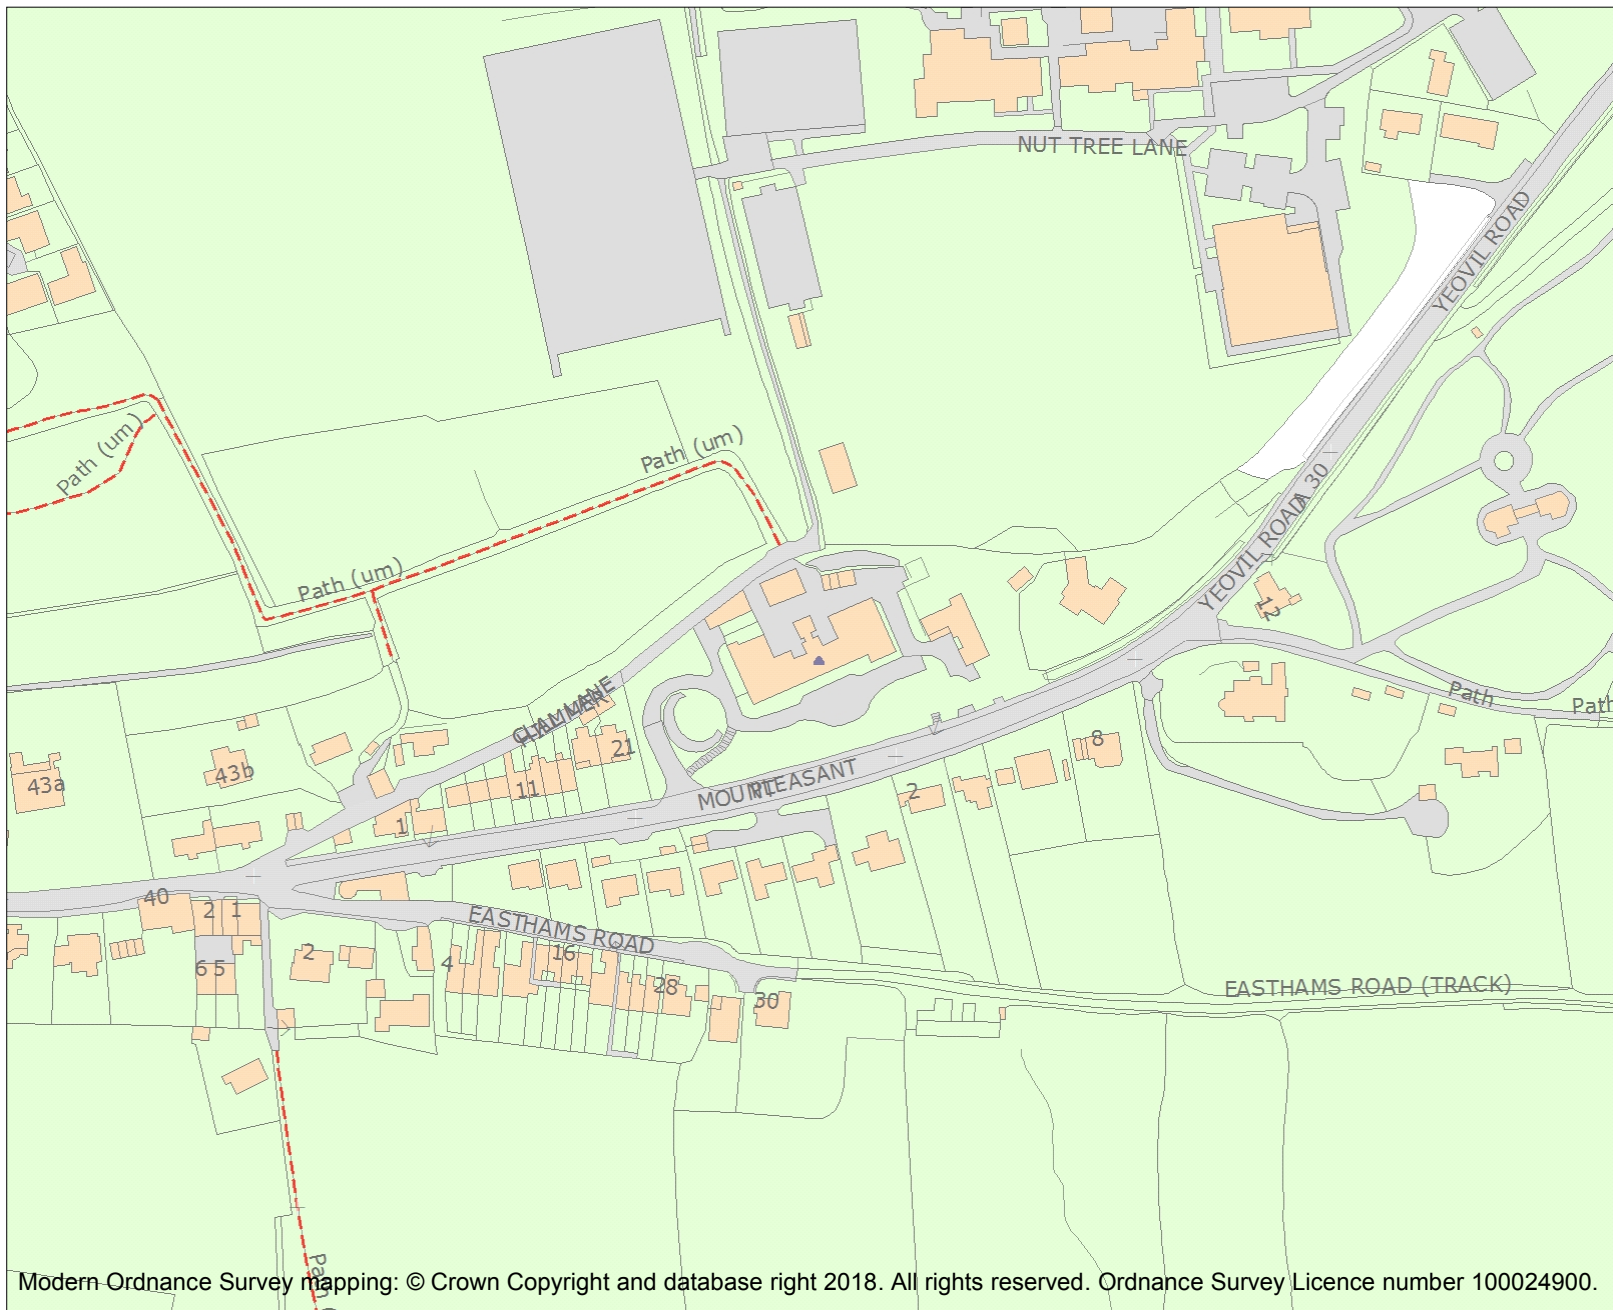 NUT TREE LANE
YEOVIL ROAD
Path (um)
Path (um)
A 30
YEOVIL ROAD
Path (um)
12
Path
Path
21
8
43a
43b
MOUNT PLEASANT
11
2
1
40
2 1
EASTHAMS ROAD
2
4
16
6 5
28
30
EASTHAMS ROAD (TRACK)
Modern Ordnance Survey mapping: © Crown Copyright and database right 2018. All rights reserved. Ordnance Survey Licence number 100024900.